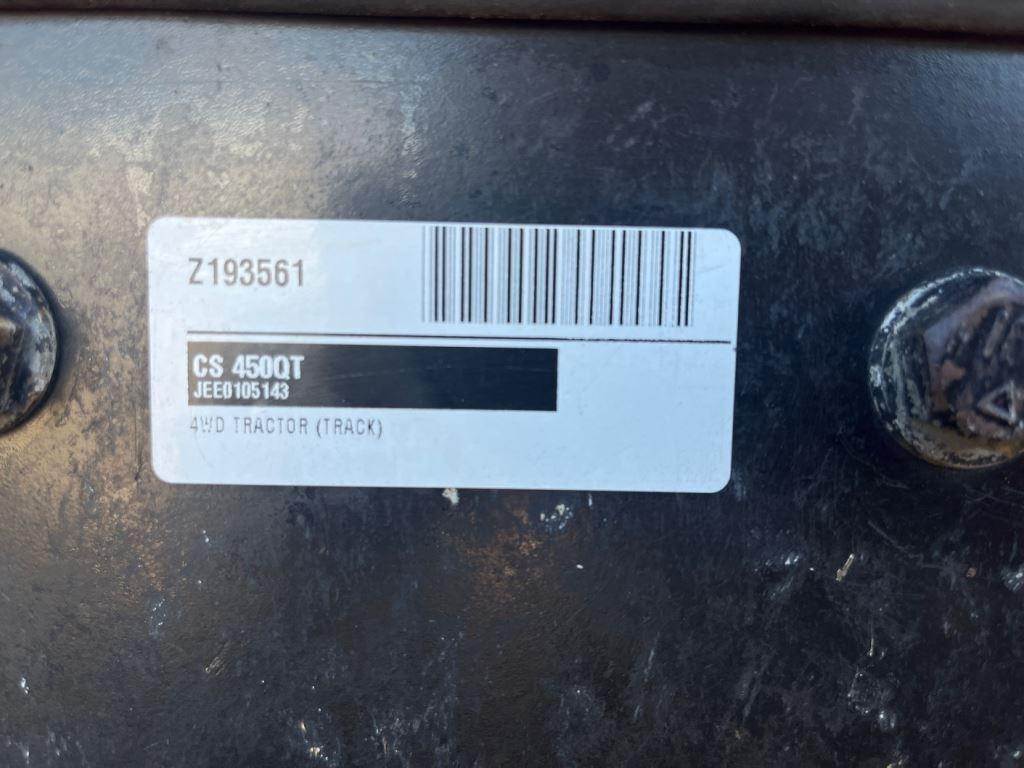 Z193561
CS 450QT
JEE0105143
4WD TRACTOR (TRACK)